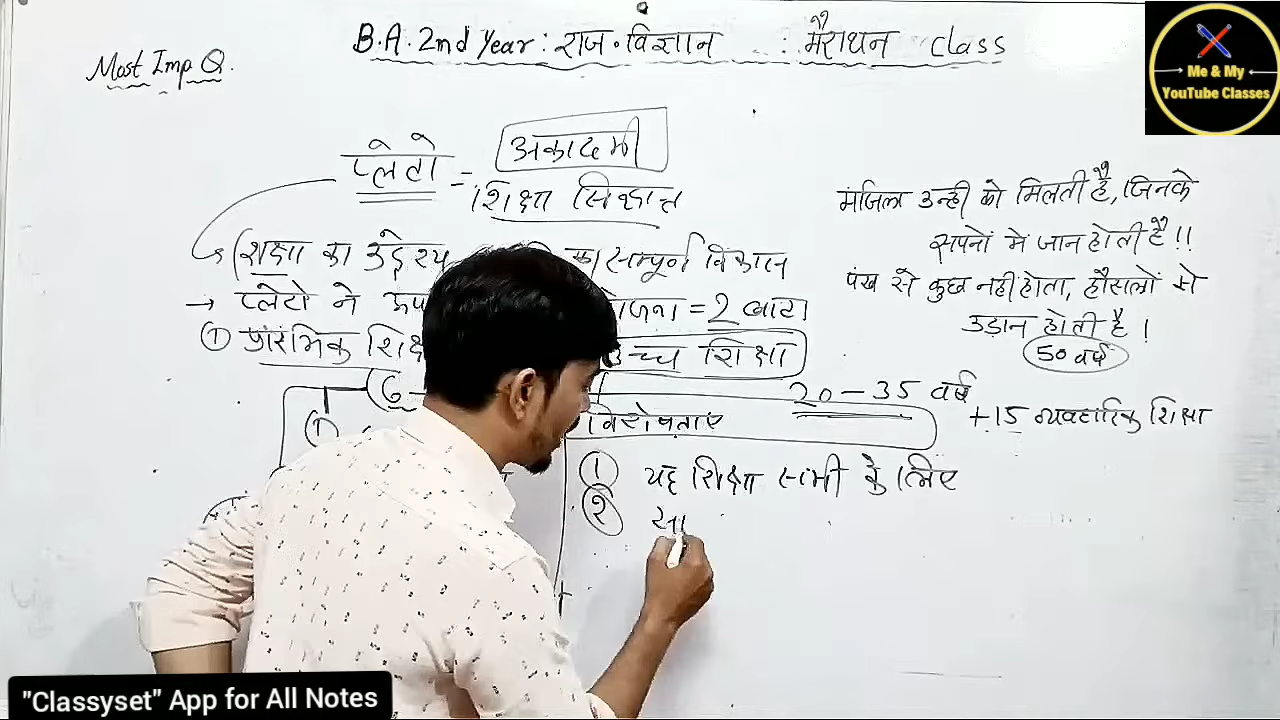 B.A. 2nd Year : राज. विज्ञान : मैराथन Class
Most Imp Q.
Me & My
YouTube Classes
अकादमी
प्लेटो =
शिक्षा सिद्धान्त
शिक्षा का उद्देश्य का सम्पूर्ण विकास
→ प्लेटो ने = 2 बाटा
① प्रारंभिक उच्च शिक्षा
मंजिल उन्ही को मिलती है, जिनके
सपनों में जान होती है !!
पंख से कुछ नहीं होता, हौसलों से
उड़ान होती है ।
50 वर्ष
20 – 35 वर्ष
+15 व्यवहारिक शिक्षा
①
विशेषताए
① यह शिक्षा सभी के लिए
②
"Classyset" App for All Notes